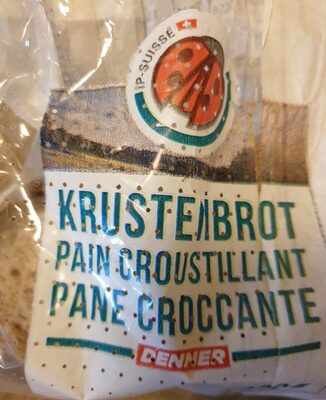 IP-SUISSE
KRUSTENBROT
PAIN CROUSTILLANT
PANE CROCCANTE
DENNER